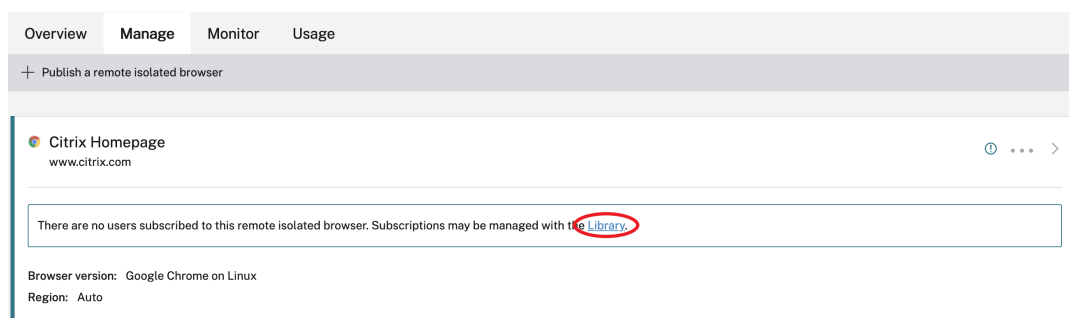 Overview Manage Monitor Usage
+ Publish a remote isolated browser
Citrix Homepage
www.citrix.com
There are no users subscribed to this remote isolated browser. Subscriptions may be managed with the Library.
Browser version: Google Chrome on Linux
Region: Auto